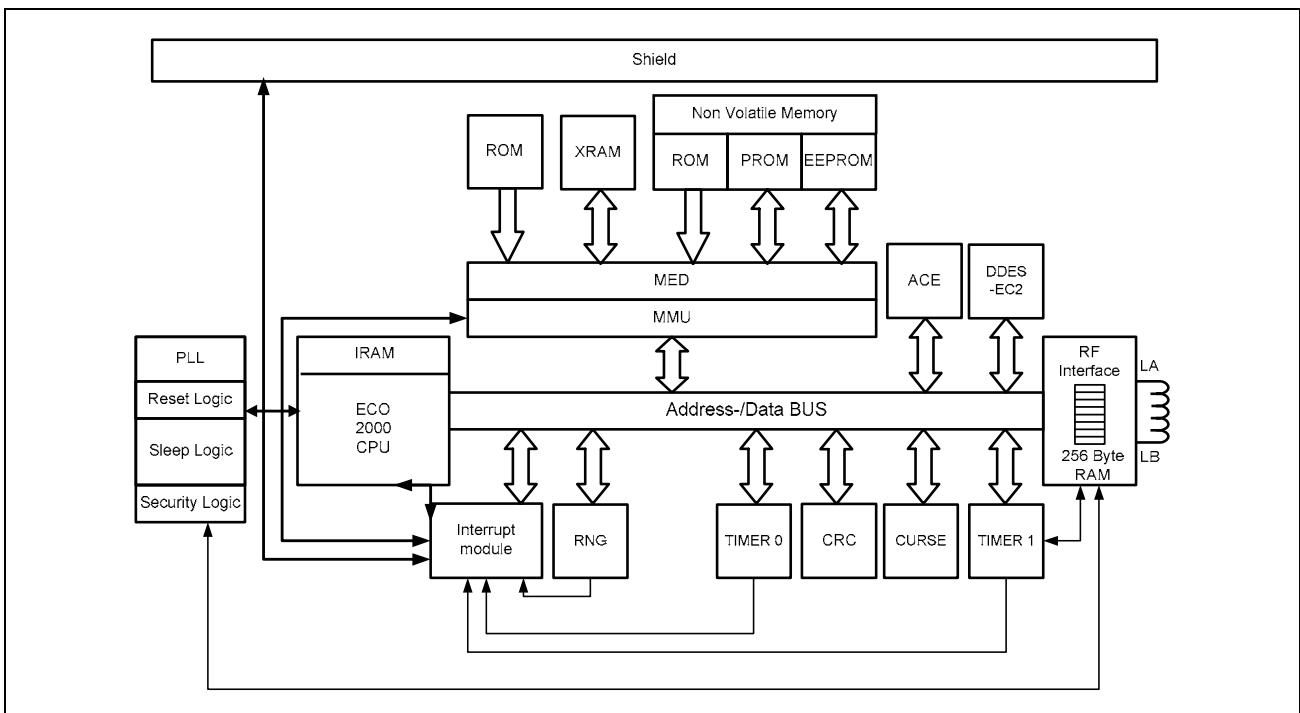 Shield
Non Volatile Memory
ROM
XRAM
ROM
PROM
EEPROM
MED
MMU
ACE
DDES
-EC2
PLL
Reset Logic
Sleep Logic
Security Logic
IRAM
ECO
2000
CPU
Address-/Data BUS
RF
Interface
256 Byte
RAM
LA
LB
Interrupt
module
RNG
TIMER 0
CRC
CURSE
TIMER 1